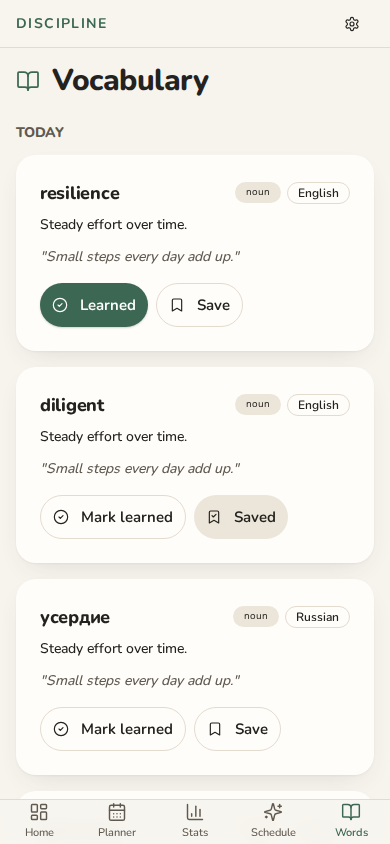 DISCIPLINE
Vocabulary
TODAY
resilience noun English
Steady effort over time.
"Small steps every day add up."
Learned Save
diligent noun English
Steady effort over time.
"Small steps every day add up."
Mark learned Saved
усердие noun Russian
Steady effort over time.
"Small steps every day add up."
Mark learned Save
Home Planner Stats Schedule Words